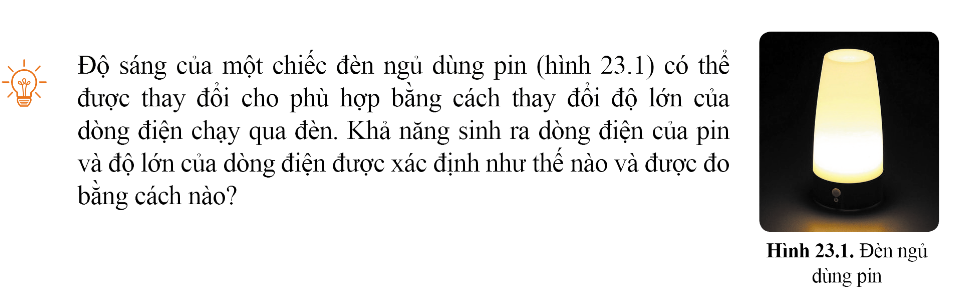 Độ sáng của một chiếc đèn ngủ dùng pin (hình 23.1) có thể
được thay đổi cho phù hợp bằng cách thay đổi độ lớn của
dòng điện chạy qua đèn. Khả năng sinh ra dòng điện của pin
và độ lớn của dòng điện được xác định như thế nào và được đo
bằng cách nào?
Hình 23.1. Đèn ngủ
dùng pin